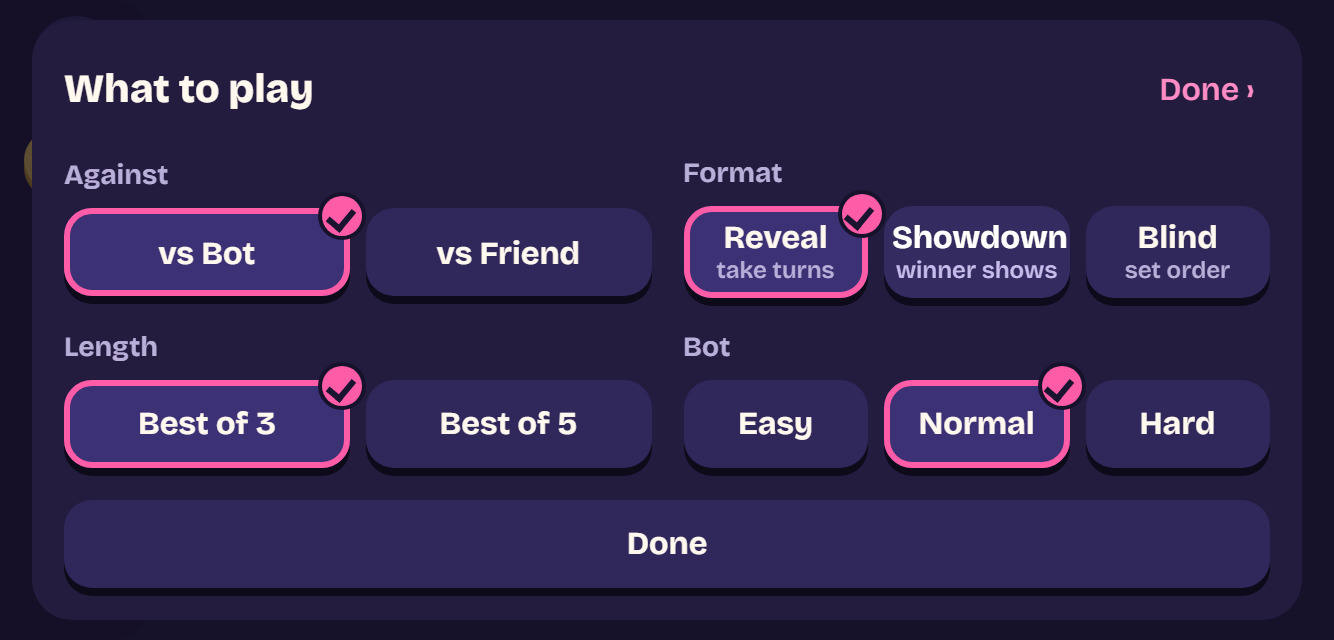 What to play
Done ›
Against
vs Bot
vs Friend
Format
Reveal
take turns
Showdown
winner shows
Blind
set order
Length
Best of 3
Best of 5
Bot
Easy
Normal
Hard
Done